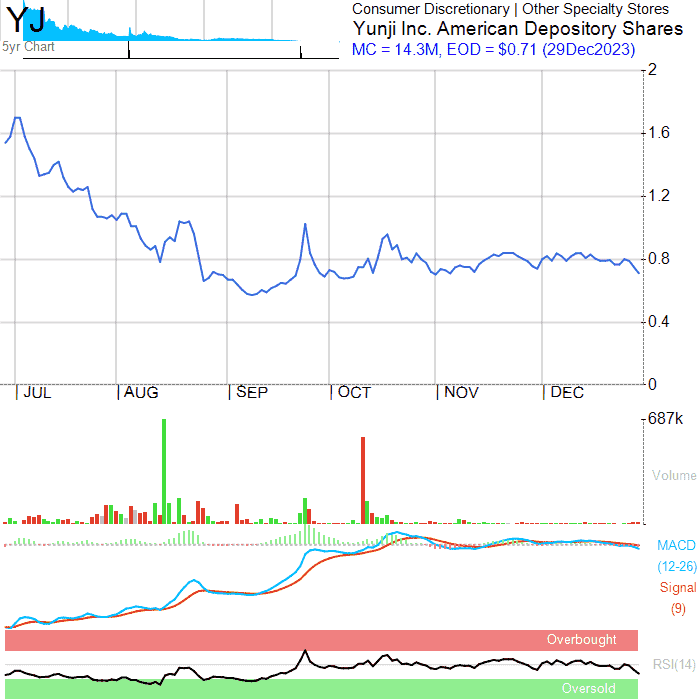 YJ
5yr Chart
Consumer Discretionary | Other Specialty Stores
Yunji Inc. American Depository Shares
MC = 14.3M, EOD = $0.71 (29Dec2023)
2
1.6
1.2
0.8
0.4
0
JUL
AUG
SEP
OCT
NOV
DEC
687k
Volume
MACD
(12-26)
Signal
(9)
Overbought
RSI(14)
Oversold